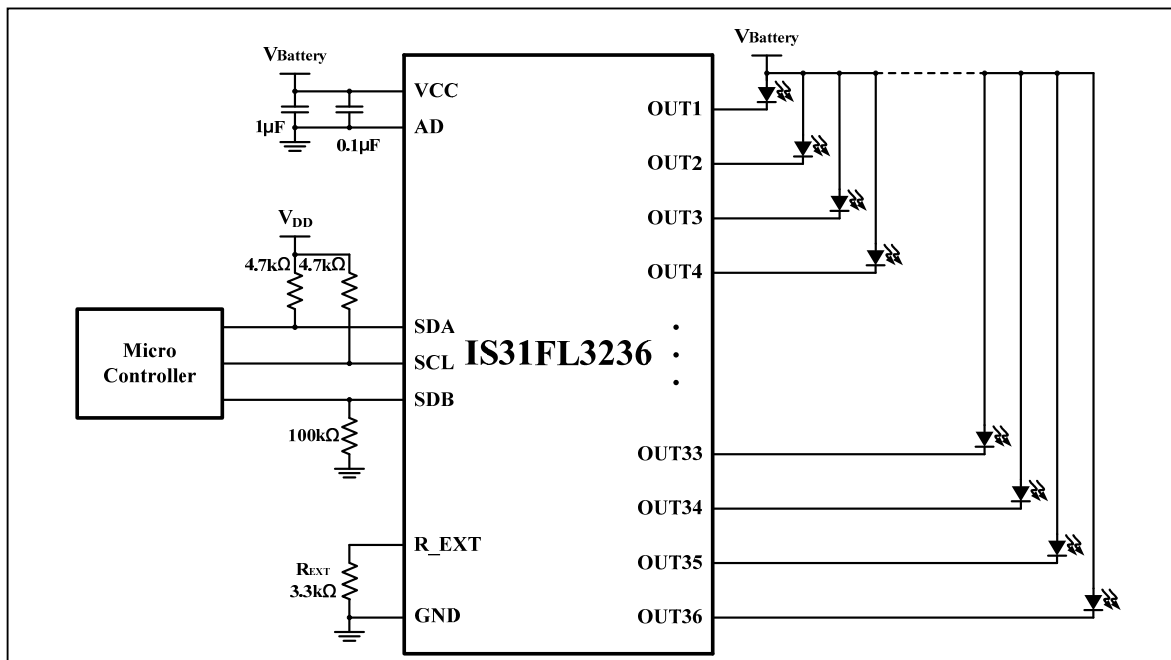 VBattery
VCC
1μF
AD
0.1μF
VDD
4.7kΩ 4.7kΩ
Micro
Controller
SDA
SCL
SDB
100kΩ
R_EXT
REXT
3.3kΩ
GND
IS31FL3236
VBattery
OUT1
OUT2
OUT3
OUT4
OUT33
OUT34
OUT35
OUT36